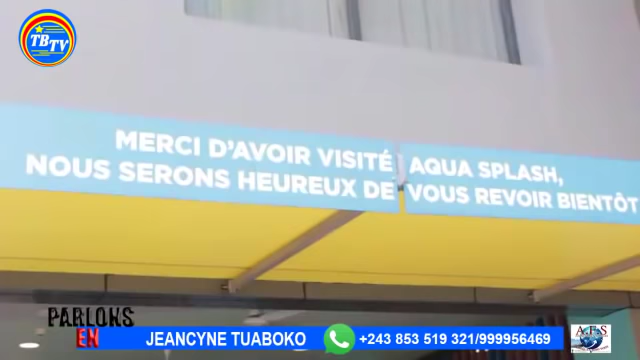 TBTV
MERCI D'AVOIR VISITÉ AQUA SPLASH,
NOUS SERONS HEUREUX DE VOUS REVOIR BIENTÔT
PARLONS
EN
JEANCYNE TUABOKO
+243 853 519 321/999956469
A.F.S